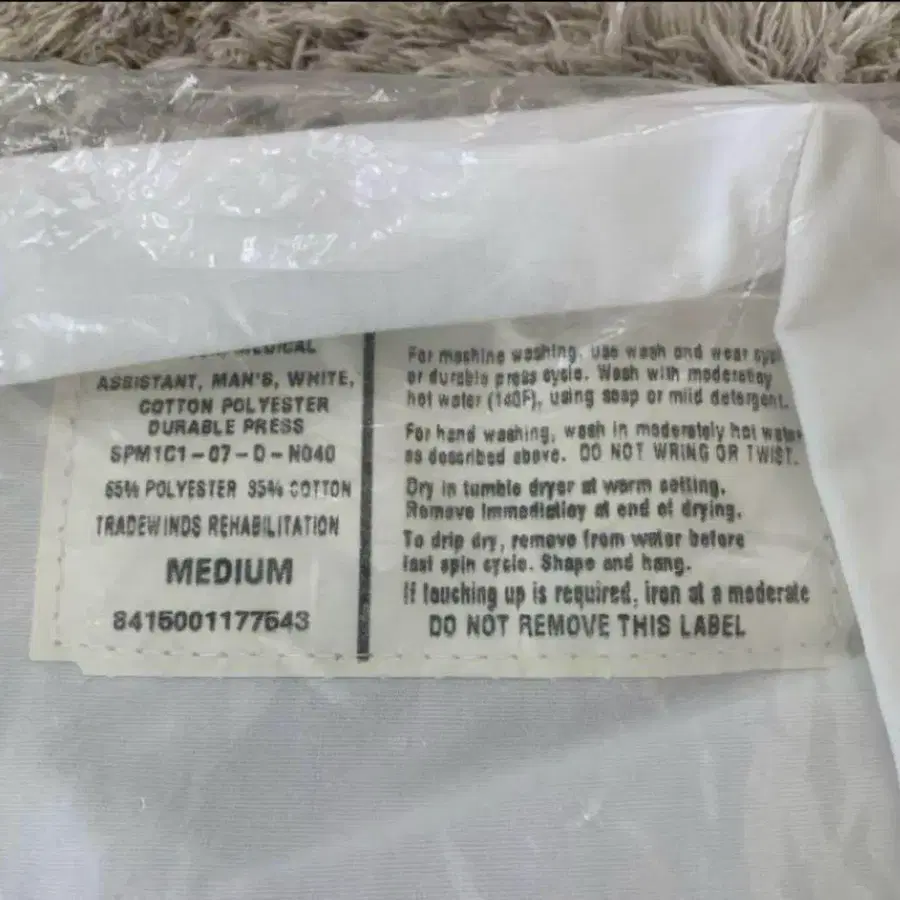 MEDICAL
ASSISTANT, MAN'S, WHITE,
COTTON POLYESTER
DURABLE PRESS
SPM1C1-07-D-N040
65% POLYESTER 35% COTTON
TRADEWINDS REHABILITATION
MEDIUM
8415001177543
For machine washing, use wash and wear
or durable press cycle. Wash with moderately
hot water (140F), using soap or mild detergent.
For hand washing, wash in moderately hot water
as described above. DO NOT WRING OR TWIST.
Dry in tumble dryer at warm setting.
Remove immediatley at end of drying.
To drip dry, remove from water before
last spin cycle. Shape and hang.
If touching up is required, iron at a moderate
DO NOT REMOVE THIS LABEL